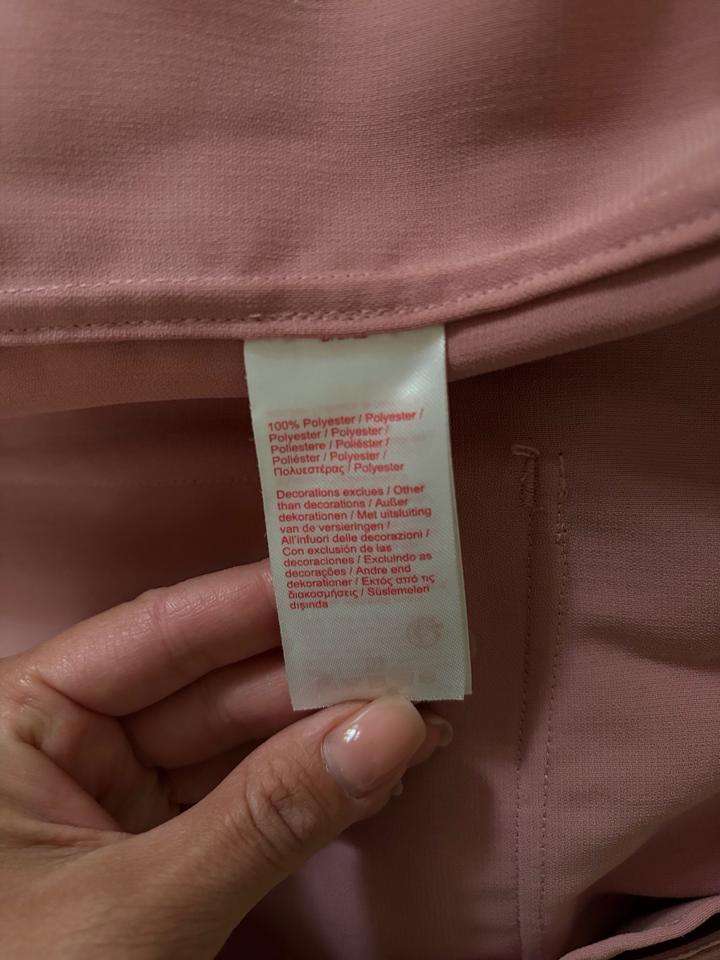 100% Polyester / Polyester /
Polyester / Polyester /
Poliestere / Poliéster /
Poliéster / Poliéster /
Πολυεστέρας / Polyester
Decorations exclues / Other
than decorations / Außer
dekorationen / Met uitsluiting
van de versieringen /
All'infuori delle decorazioni /
Con exclusión de las
decoraciones / Excluindo as
decorações / Andre end
dekorationer / Εκτός από τις
διακοσμήσεις / Süslemeleri
dışında